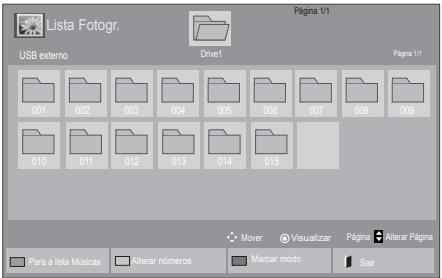 Página 1/1
Lista Fotogr.
USB externo
Drive1
Página 1/1
001 002 003 004 005 006 007 008 009
010 011 012 013 014 015
Mover Visualizar Página Alterar Página
Para a lista Músicas Alterar números Marcar modo Sair